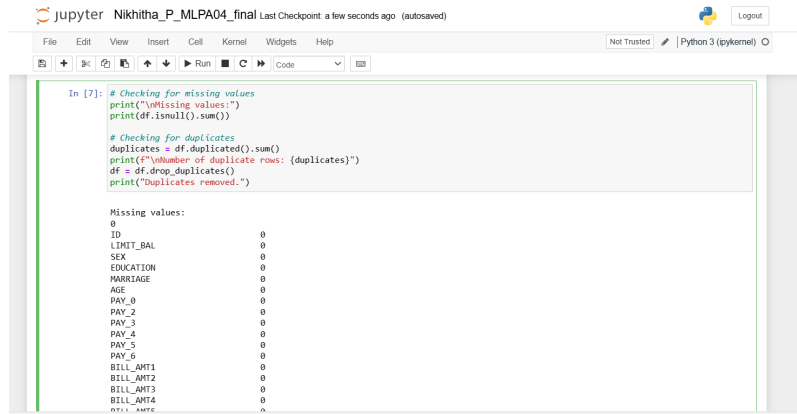 jupyter Nikhitha_P_MLPA04_final Last Checkpoint: a few seconds ago (autosaved)
Logout
File Edit View Insert Cell Kernel Widgets Help
Not Trusted Python 3 (ipykernel)
Run Code
In [7]: # Checking for missing values
print("\nMissing values:")
print(df.isnull().sum())
# Checking for duplicates
duplicates = df.duplicated().sum()
print(f"\nNumber of duplicate rows: {duplicates}")
df = df.drop_duplicates()
print("Duplicates removed.")
Missing values:
0
ID 0
LIMIT_BAL 0
SEX 0
EDUCATION 0
MARRIAGE 0
AGE 0
PAY_0 0
PAY_2 0
PAY_3 0
PAY_4 0
PAY_5 0
PAY_6 0
BILL_AMT1 0
BILL_AMT2 0
BILL_AMT3 0
BILL_AMT4 0
BILL_AMT5 0